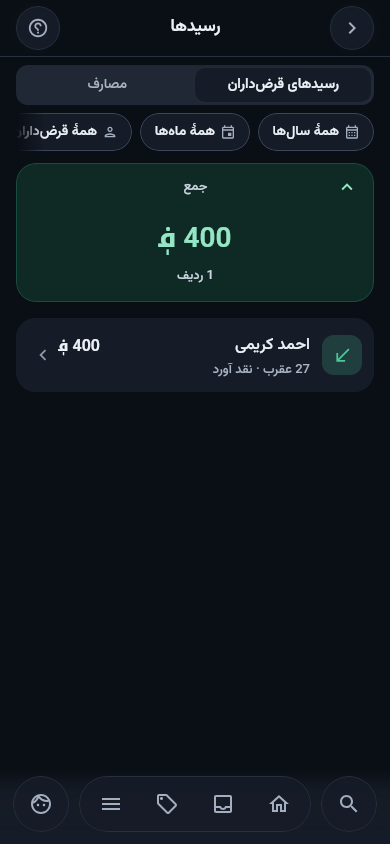 رسیدها
رسیدهای قرض‌داران
مصارف
همهٔ سال‌ها
همهٔ ماه‌ها
همهٔ قرض‌داران
جمع
400 ؋
1 ردیف
احمد کریمی
400 ؋
27 عقرب · نقد آورد